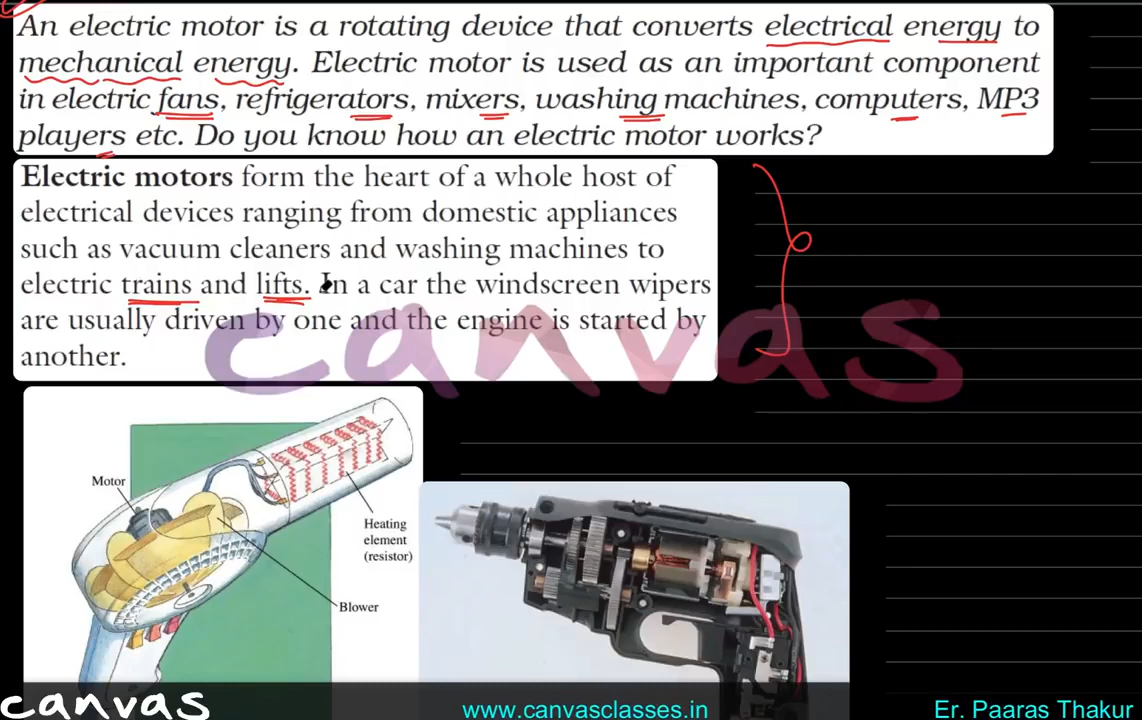 An electric motor is a rotating device that converts electrical energy to
mechanical energy. Electric motor is used as an important component
in electric fans, refrigerators, mixers, washing machines, computers, MP3
players etc. Do you know how an electric motor works?
Electric motors form the heart of a whole host of
electrical devices ranging from domestic appliances
such as vacuum cleaners and washing machines to
electric trains and lifts. In a car the windscreen wipers
are usually driven by one and the engine is started by
another.
canvas
Motor
Heating
element
(resistor)
Blower
canvas
www.canvasclasses.in
Er. Paaras Thakur